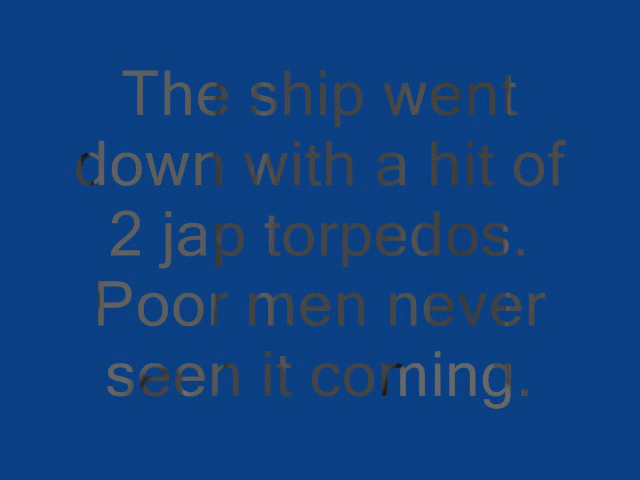 The ship went
down with a hit of
2 jap torpedos.
Poor men never
seen it coming.